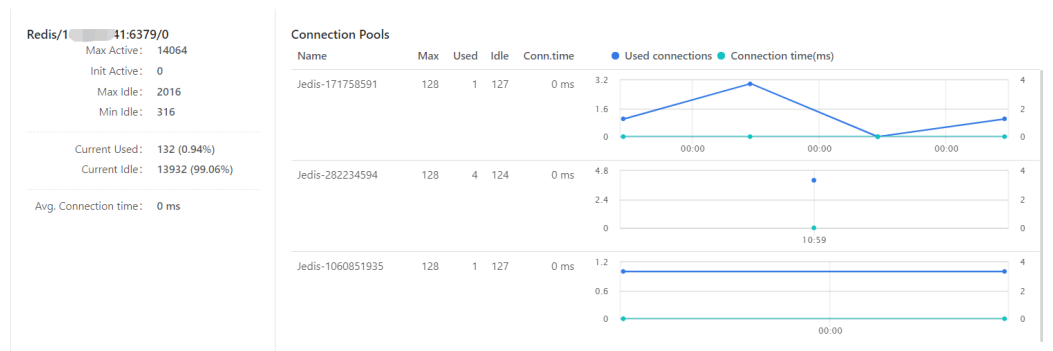 Redis/1 41:6379/0
Max Active: 14064
Init Active: 0
Max Idle: 2016
Min Idle: 316
Current Used: 132 (0.94%)
Current Idle: 13932 (99.06%)
Avg. Connection time: 0 ms
Connection Pools
Name Max Used Idle Conn.time Used connections Connection time(ms)
Jedis-171758591 128 1 127 0 ms
3.2 4
1.6 2
0 0
00:00 00:00 00:00
Jedis-282234594 128 4 124 0 ms
4.8 4
2.4 2
0 0
10:59
Jedis-1060851935 128 1 127 0 ms
1.2 4
0.6 2
0 0
00:00